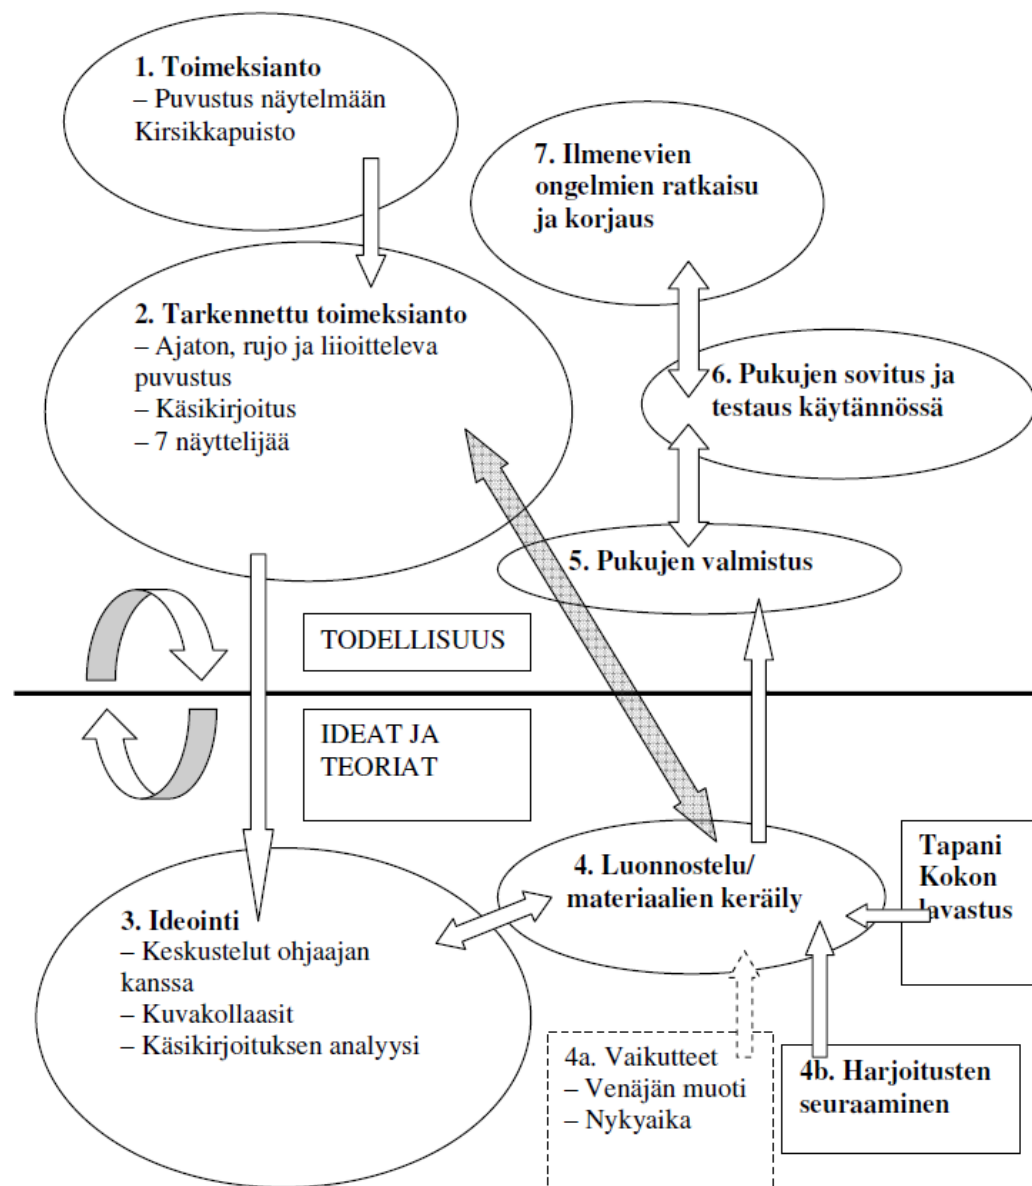 1. Toimeksianto
– Puvustus näytelmään
Kirsikkapuisto
7. Ilmenevien
ongelmien ratkaisu
ja korjaus
2. Tarkennettu toimeksianto
– Ajaton, rujo ja liioitteleva
puvustus
– Käsikirjoitus
– 7 näyttelijää
6. Pukujen sovitus ja
testaus käytännössä
5. Pukujen valmistus
TODELLISUUS
IDEAT JA
TEORIAT
3. Ideointi
– Keskustelut ohjaajan
kanssa
– Kuvakollaasit
– Käsikirjoituksen analyysi
4. Luonnostelu/
materiaalien keräily
Tapani
Kokon
lavastus
4a. Vaikutteet
– Venäjän muoti
– Nykyaika
4b. Harjoitusten
seuraaminen